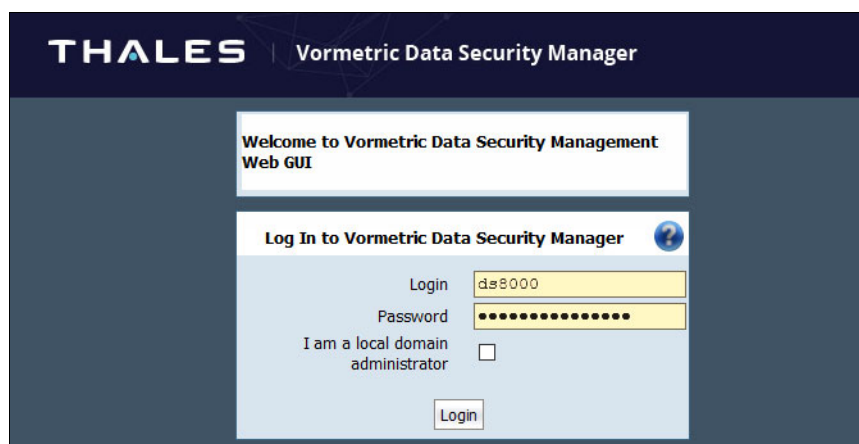 THALES | Vormetric Data Security Manager
Welcome to Vormetric Data Security Management
Web GUI
Log In to Vormetric Data Security Manager ?
Login ds8000
Password ●●●●●●●●●●●●●●●
I am a local domain
administrator
Login